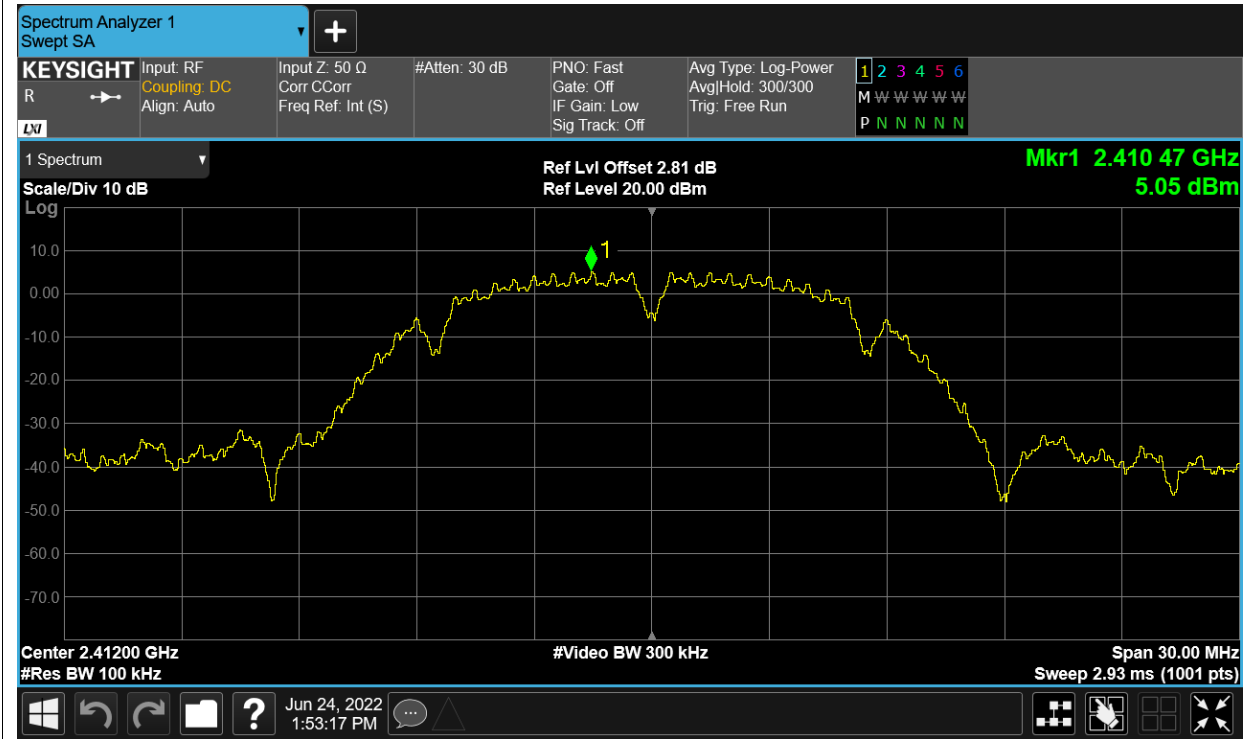 Spectrum Analyzer 1
Swept SA
+
KEYSIGHT
R
LXI
Input: RF
Coupling: DC
Align: Auto
Input Z: 50 Ω
Corr CCorr
Freq Ref: Int (S)
#Atten: 30 dB
PNO: Fast
Gate: Off
IF Gain: Low
Sig Track: Off
Avg Type: Log-Power
Avg|Hold: 300/300
Trig: Free Run
1 2 3 4 5 6
M W W W W W
P N N N N N
1 Spectrum
Scale/Div 10 dB
Ref Lvl Offset 2.81 dB
Ref Level 20.00 dBm
Mkr1 2.410 47 GHz
5.05 dBm
Log
1
10.0
0.00
-10.0
-20.0
-30.0
-40.0
-50.0
-60.0
-70.0
Center 2.41200 GHz
#Video BW 300 kHz
Span 30.00 MHz
#Res BW 100 kHz
Sweep 2.93 ms (1001 pts)
?
Jun 24, 2022
1:53:17 PM